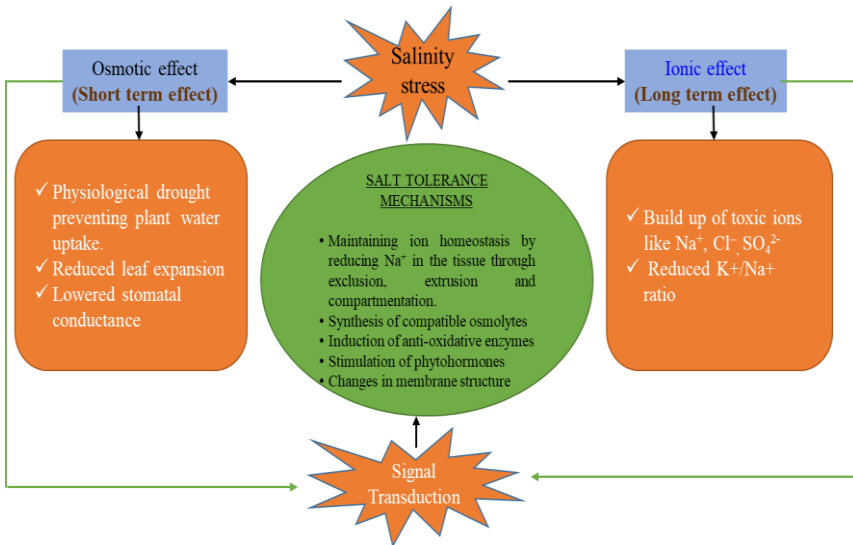 Salinity
stress
Osmotic effect
(Short term effect)
Ionic effect
(Long term effect)
✓ Physiological drought
preventing plant water
uptake.
✓ Reduced leaf expansion
✓ Lowered stomatal
conductance
SALT TOLERANCE
MECHANISMS
• Maintaining ion homeostasis by
reducing Na⁺ in the tissue through
exclusion, extrusion and
compartmentation.
• Synthesis of compatible osmolytes
• Induction of anti-oxidative enzymes
• Stimulation of phytohormones
• Changes in membrane structure
✓ Build up of toxic ions
like Na⁺, Cl⁻, SO₄²⁻
✓ Reduced K+/Na+
ratio
Signal
Transduction